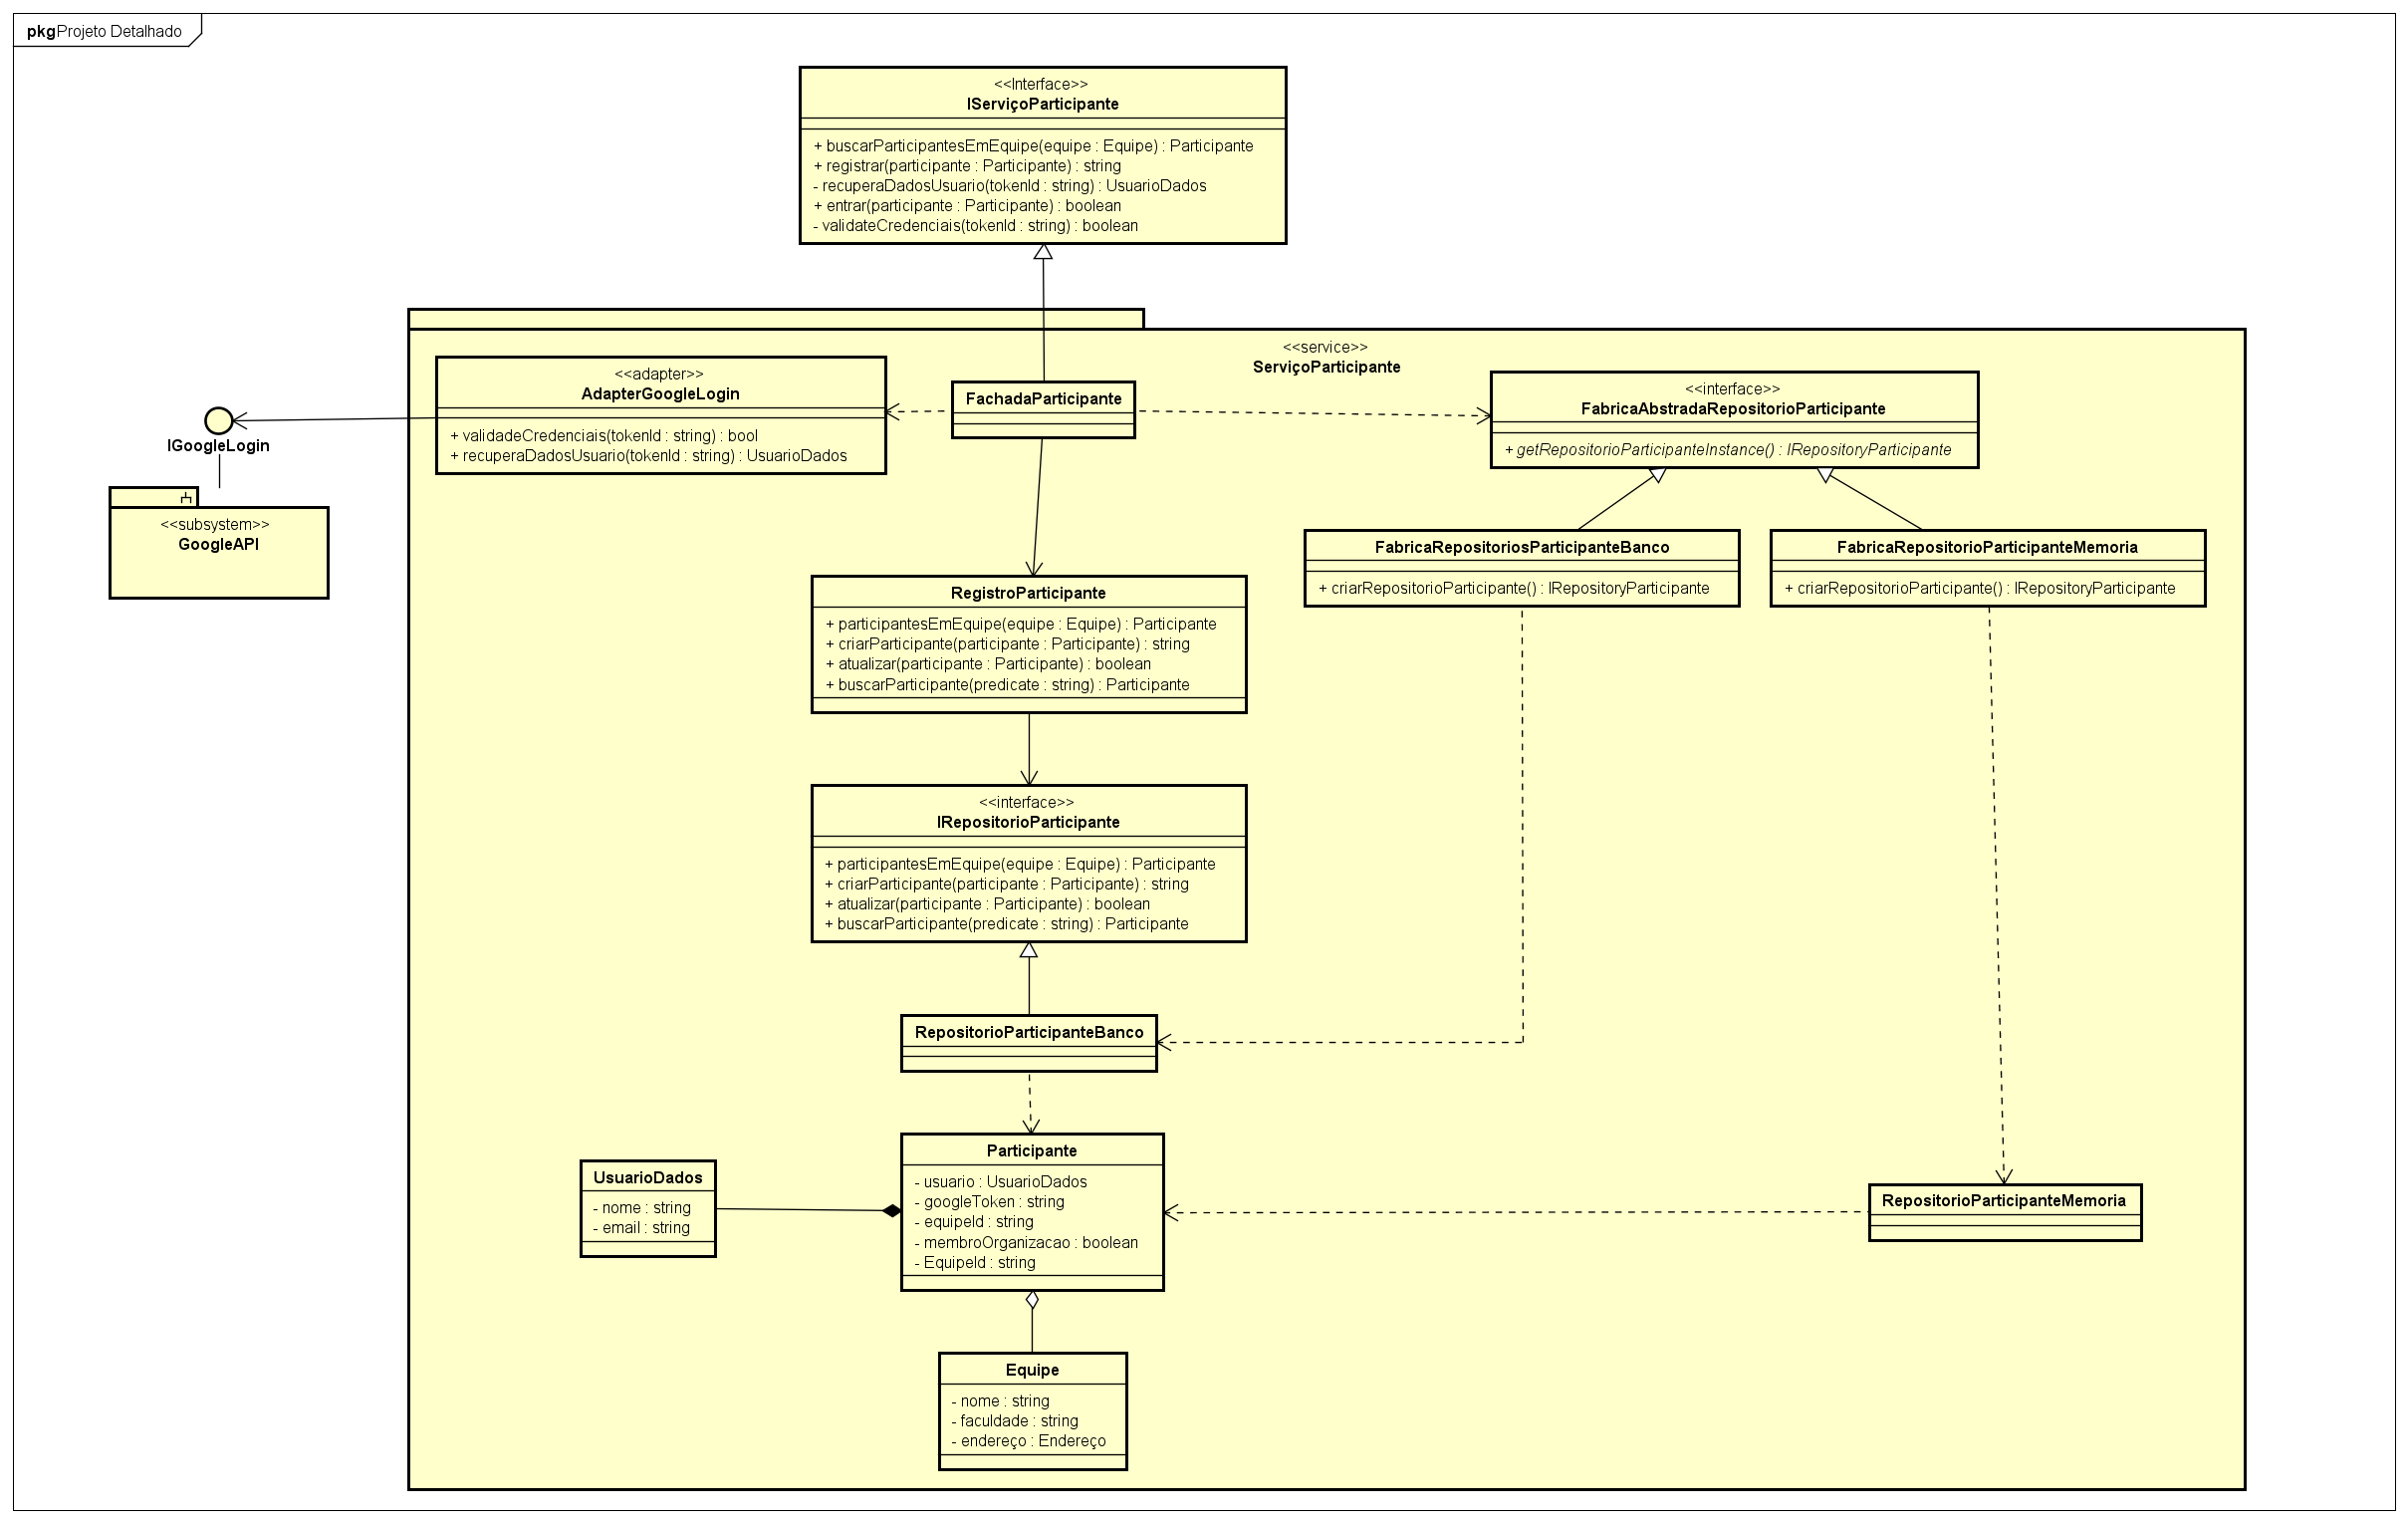 pkg Projeto Detalhado
<<Interface>>
IServiçoParticipante
+ buscarParticipantesEmEquipe(equipe : Equipe) : Participante
+ registrar(participante : Participante) : string
- recuperaDadosUsuario(tokenId : string) : UsuarioDados
+ entrar(participante : Participante) : boolean
- validateCredenciais(tokenId : string) : boolean
<<service>>
ServiçoParticipante
<<adapter>>
AdapterGoogleLogin
+ validadeCredenciais(tokenId : string) : bool
+ recuperaDadosUsuario(tokenId : string) : UsuarioDados
FachadaParticipante
<<interface>>
FabricaAbstradaRepositorioParticipante
+ getRepositorioParticipanteInstance() : IRepositoryParticipante
IGoogleLogin
<<subsystem>>
GoogleAPI
FabricaRepositoriosParticipanteBanco
+ criarRepositorioParticipante() : IRepositoryParticipante
FabricaRepositorioParticipanteMemoria
+ criarRepositorioParticipante() : IRepositoryParticipante
RegistroParticipante
+ participantesEmEquipe(equipe : Equipe) : Participante
+ criarParticipante(participante : Participante) : string
+ atualizar(participante : Participante) : boolean
+ buscarParticipante(predicate : string) : Participante
<<interface>>
IRepositorioParticipante
+ participantesEmEquipe(equipe : Equipe) : Participante
+ criarParticipante(participante : Participante) : string
+ atualizar(participante : Participante) : boolean
+ buscarParticipante(predicate : string) : Participante
RepositorioParticipanteBanco
Participante
- usuario : UsuarioDados
- googleToken : string
- equipeId : string
- membroOrganizacao : boolean
- EquipeId : string
UsuarioDados
- nome : string
- email : string
RepositorioParticipanteMemoria
Equipe
- nome : string
- faculdade : string
- endereço : Endereço